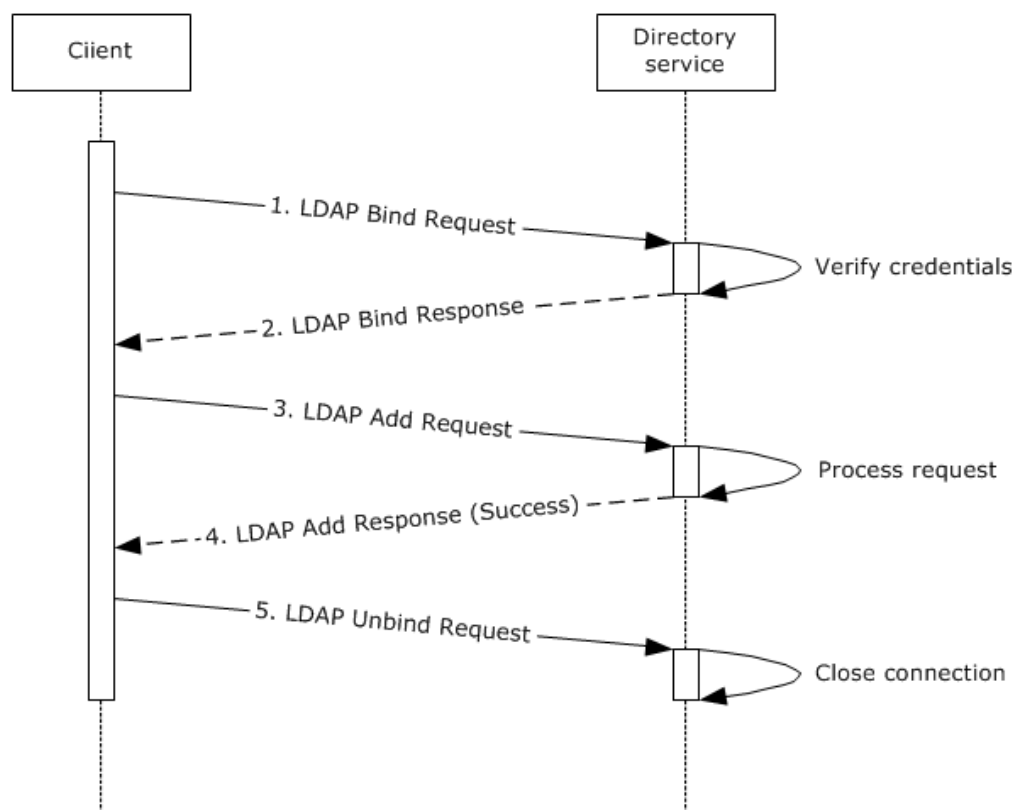 Ciient
Directory
service
1. LDAP Bind Request
Verify credentials
2. LDAP Bind Response
3. LDAP Add Request
Process request
4. LDAP Add Response (Success)
5. LDAP Unbind Request
Close connection